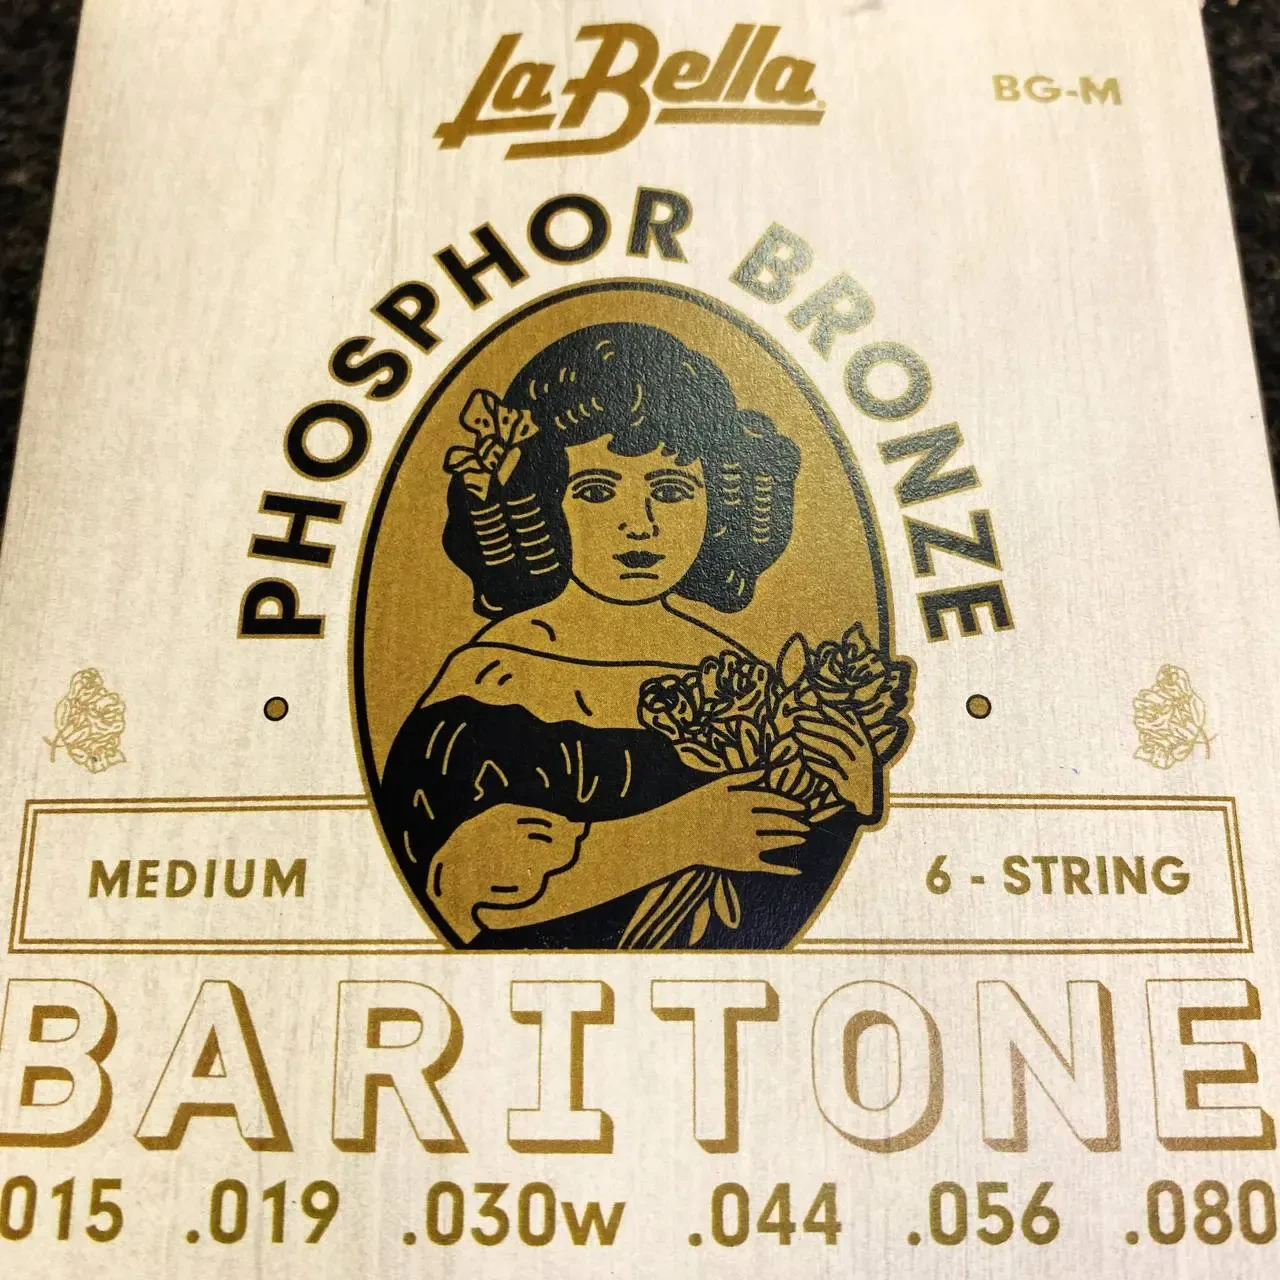 La Bella
BG-M
PHOSPHOR BRONZE
MEDIUM
6 - STRING
BARITONE
015 .019 .030w .044 .056 .080